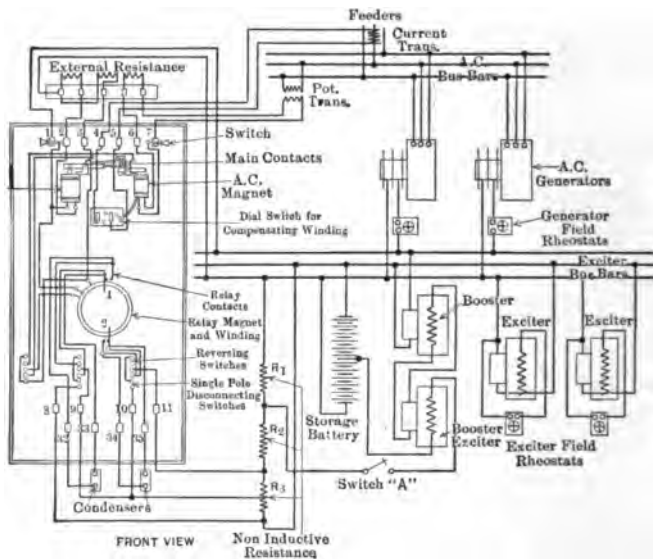 Feeders
Current
Trans.
External Resistance
A.C.
Bus Bars
Pot.
Trans.
1 2 3 4 5 6 7
Switch
Main Contacts
A.C.
Magnet
A.C.
Generators
Dial Switch for
Compensating Winding
Generator
Field
Rheostats
Exciter
Bus Bars
Relay
Contacts
Relay Magnet
and Winding
Booster
Exciter
Exciter
Reversing
Switches
Single Pole
Disconnecting
Switches
R1
8 9 10 11
R2
Storage
Battery
Booster
Exciter
Exciter Field
Rheostats
Switch "A"
R3
Condensers
FRONT VIEW
Non Inductive
Resistance